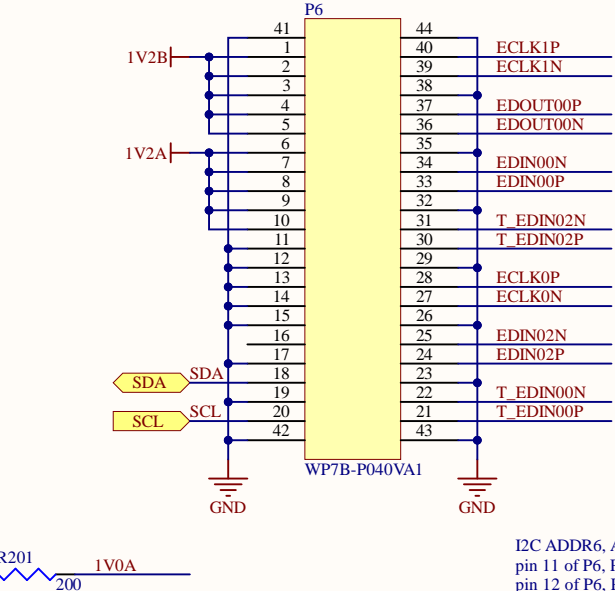 P6
41 44
1V2B 1 40 ECLK1P
2 39 ECLK1N
3 38
4 37 EDOUT00P
5 36 EDOUT00N
1V2A 6 35
7 34 EDIN00N
8 33 EDIN00P
9 32
10 31 T_EDIN02N
11 30 T_EDIN02P
12 29
13 28 ECLK0P
14 27 ECLK0N
15 26
16 25 EDIN02N
17 24 EDIN02P
SDA SDA 18 23
19 22 T_EDIN00N
SCL SCL 20 21 T_EDIN00P
42 43
WP7B-P040VA1
GND GND
R201 1V0A
200
I2C ADDR6, A
pin 11 of P6,
pin 12 of P6,